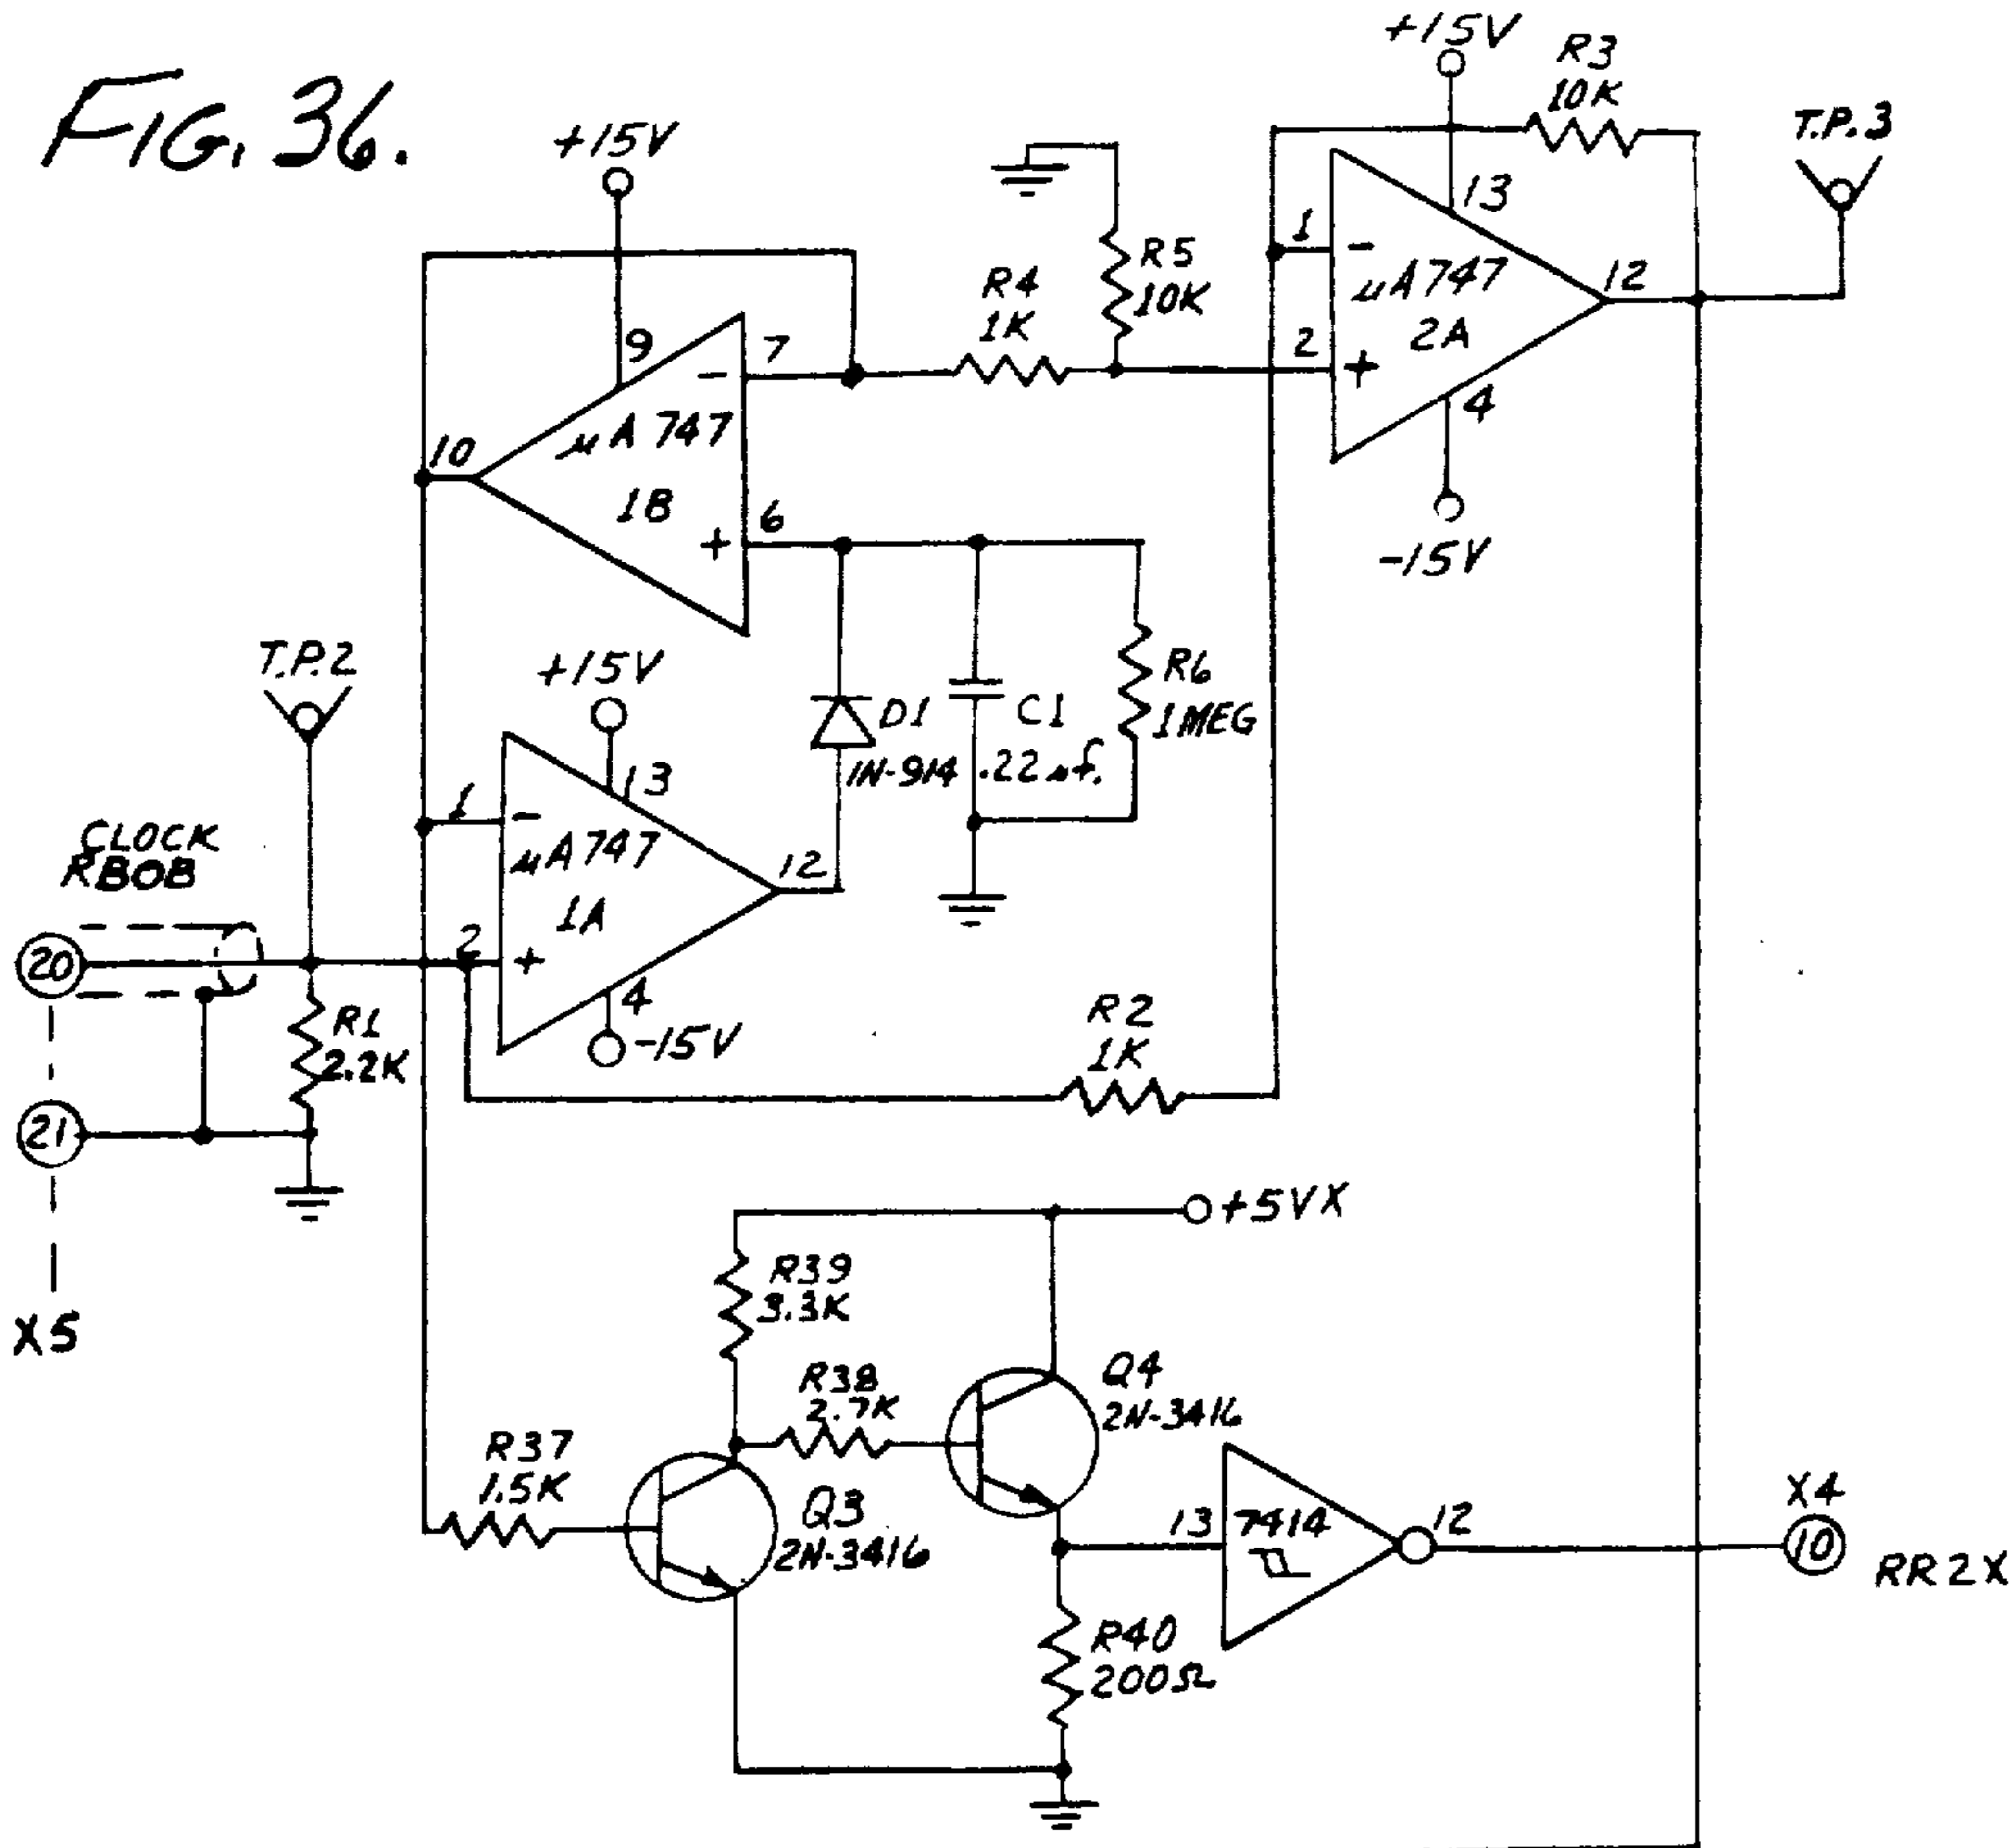 FIG. 36.
+15V
+15V
R3
10K
T.P.3
R5
10K
R4
1K
1
-
13
μA747
2A
12
2
+
4
-15V
9
7
-
μA747
10
1B
6
+
T.P.2
+15V
D1
1N-914
C1
.22 μf.
R6
1MEG
1
-
13
μA747
1A
12
2
+
4
-15V
CLOCK
RBOB
20
R1
2.2K
21
X5
R2
1K
+5VX
R39
3.3K
R38
2.7K
Q4
2N-3416
R37
1.5K
Q3
2N-3416
13
7414
12
X4
10
RR2X
R40
200Ω